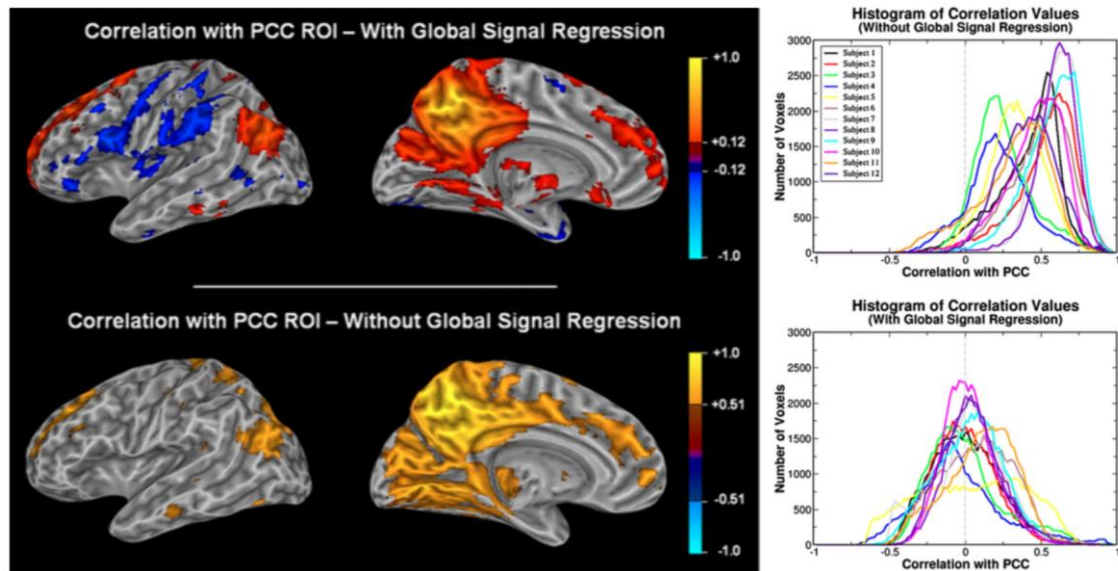 Correlation with PCC ROI – With Global Signal Regression
+1.0
+0.12
-0.12
-1.0
Correlation with PCC ROI – Without Global Signal Regression
+1.0
+0.51
-0.51
-1.0
Histogram of Correlation Values
(Without Global Signal Regression)
Number of Voxels
3000
2500
2000
1500
1000
500
0
Subject 1
Subject 2
Subject 3
Subject 4
Subject 5
Subject 6
Subject 7
Subject 8
Subject 9
Subject 10
Subject 11
Subject 12
-1 -0.5 0 0.5 1
Correlation with PCC
Histogram of Correlation Values
(With Global Signal Regression)
Number of Voxels
3000
2500
2000
1500
1000
500
0
-1 -0.5 0 0.5 1
Correlation with PCC